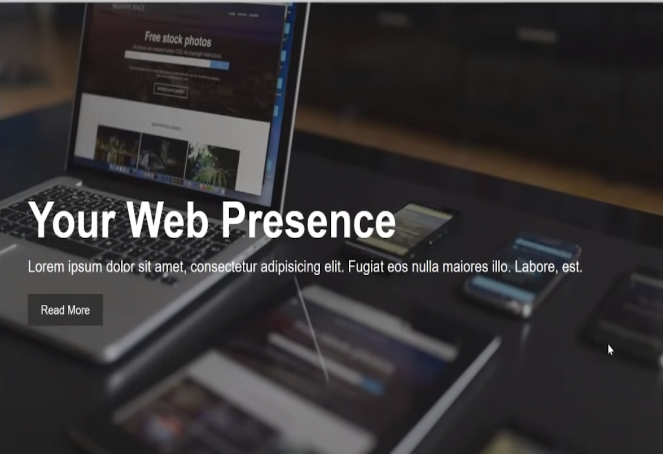 Free stock photos
Your Web Presence
Lorem ipsum dolor sit amet, consectetur adipisicing elit. Fugiat eos nulla maiores illo. Labore, est.
Read More